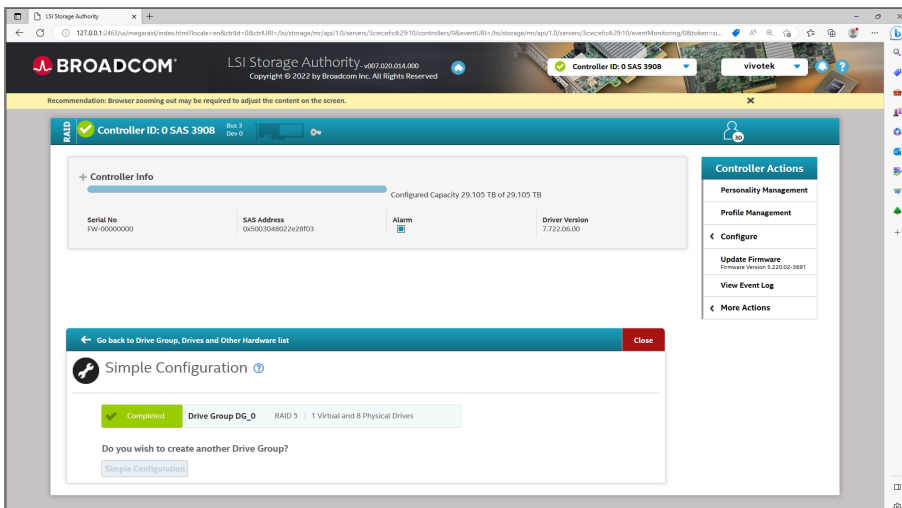 LSI Storage Authority
127.0.0.1:2463/ui/megaraid/index.html?locale=en&ctrlId=0&ctrlURI=/lsi/storage/mr/api/1.0/servers/3:cecef:c4:29:10/controllers/0&eventURI=/lsi/storage/mr/api/1.0/servers/3:cecef:c4:29:10/eventMonitoring/0&token=si...
BROADCOM®
LSI Storage Authority. v007.020.014.000
Copyright © 2022 by Broadcom Inc. All Rights Reserved
Controller ID: 0 SAS 3908
vivotek
?
Recommendation: Browser zooming out may be required to adjust the content on the screen.
RAID
Controller ID: 0 SAS 3908
Bus 3
Dev 0
30
Controller Info
Configured Capacity 29.105 TB of 29.105 TB
Serial No
FW-00000000
SAS Address
0x5003048022e28f03
Alarm
Driver Version
7.722.06.00
Controller Actions
Personality Management
Profile Management
Configure
Update Firmware
Firmware Version 5.220.02-3691
View Event Log
More Actions
Go back to Drive Group, Drives and Other Hardware list
Close
Simple Configuration ?
Completed
Drive Group DG_0 RAID 5 | 1 Virtual and 8 Physical Drives
Do you wish to create another Drive Group?
Simple Configuration